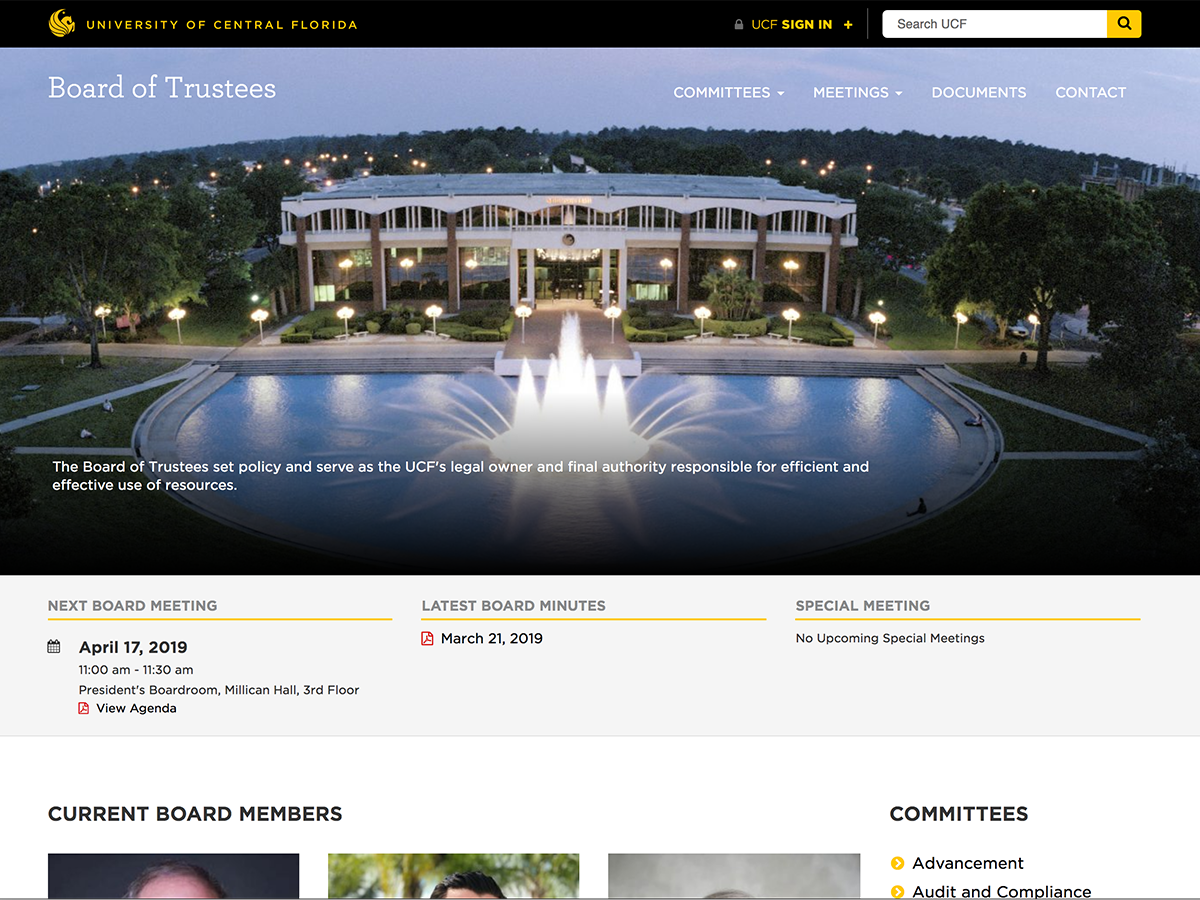 UNIVERSITY OF CENTRAL FLORIDA
UCF SIGN IN +
Search UCF
Board of Trustees
COMMITTEES
MEETINGS
DOCUMENTS
CONTACT
The Board of Trustees set policy and serve as the UCF's legal owner and final authority responsible for efficient and
effective use of resources.
NEXT BOARD MEETING
April 17, 2019
11:00 am - 11:30 am
President's Boardroom, Millican Hall, 3rd Floor
View Agenda
LATEST BOARD MINUTES
March 21, 2019
SPECIAL MEETING
No Upcoming Special Meetings
CURRENT BOARD MEMBERS
COMMITTEES
Advancement
Audit and Compliance